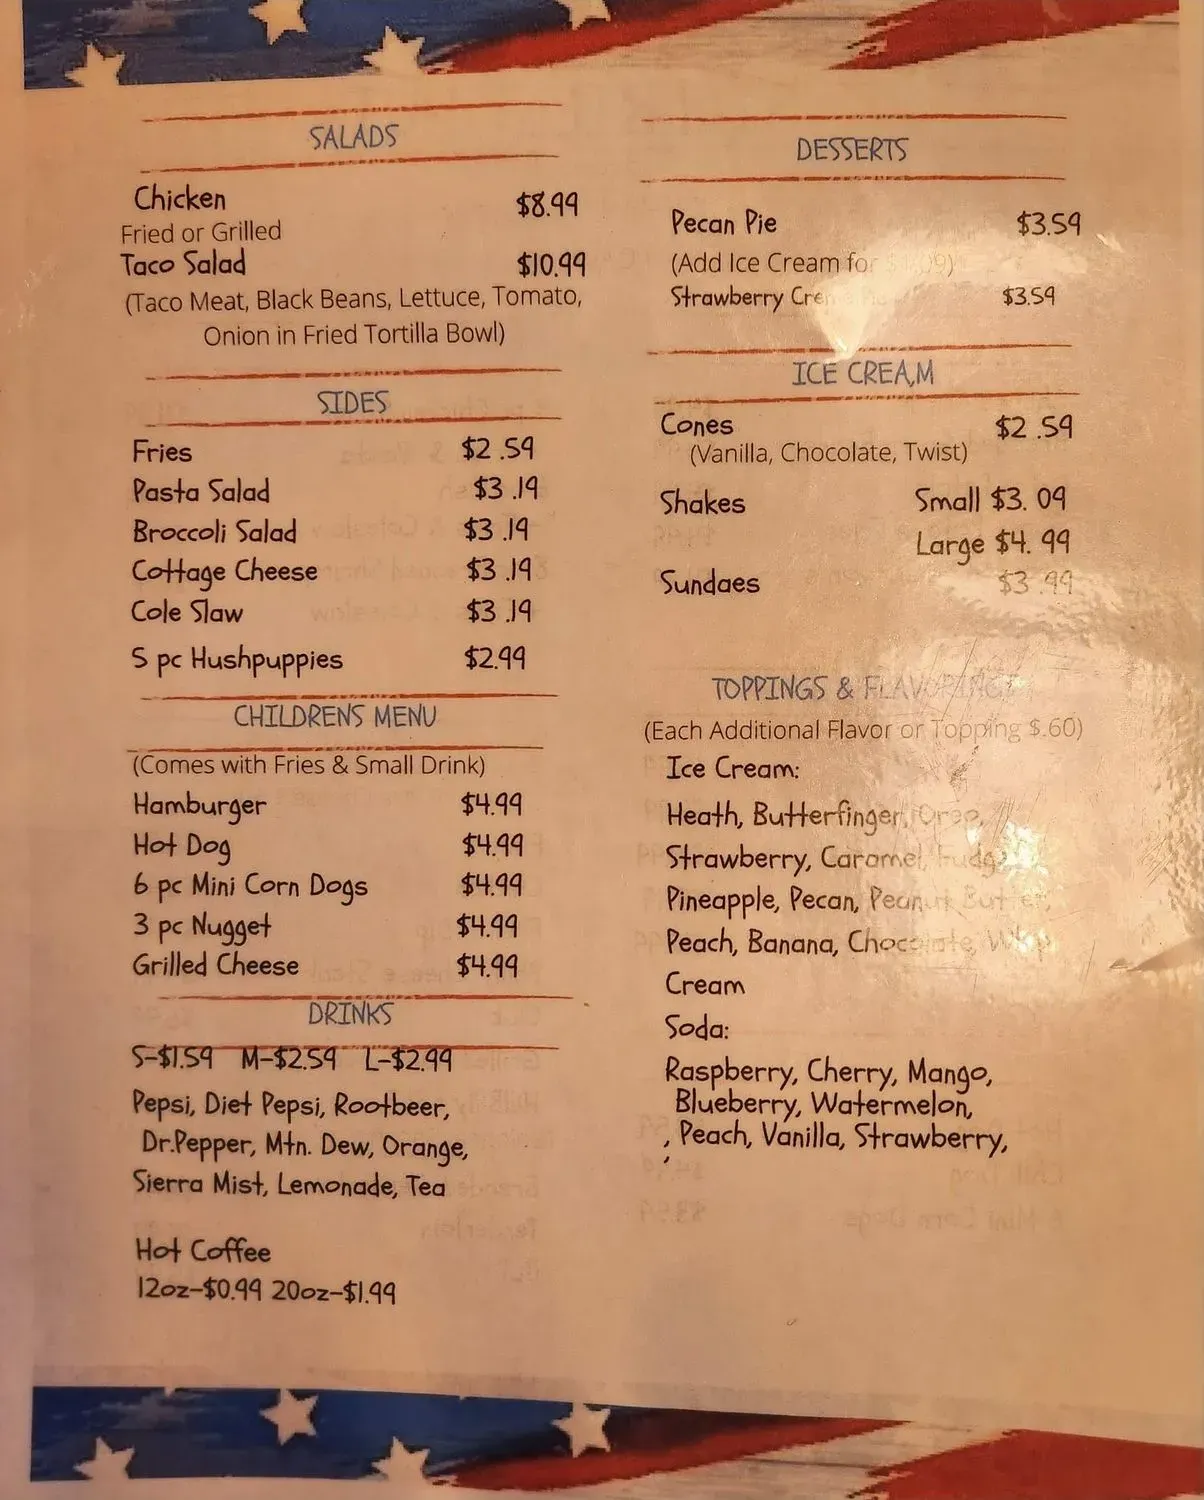 SALADS
Chicken $8.99
Fried or Grilled
Taco Salad $10.99
(Taco Meat, Black Beans, Lettuce, Tomato,
Onion in Fried Tortilla Bowl)
SIDES
Fries $2 .59
Pasta Salad $3 .19
Broccoli Salad $3 .19
Cottage Cheese $3 .19
Cole Slaw $3 .19
5 pc Hushpuppies $2.99
CHILDRENS MENU
(Comes with Fries & Small Drink)
Hamburger $4.99
Hot Dog $4.99
6 pc Mini Corn Dogs $4.99
3 pc Nugget $4.99
Grilled Cheese $4.99
DRINKS
S-$1.59 M-$2.59 L-$2.99
Pepsi, Diet Pepsi, Rootbeer,
Dr.Pepper, Mtn. Dew, Orange,
Sierra Mist, Lemonade, Tea
Hot Coffee
12oz-$0.99 20oz-$1.99
DESSERTS
Pecan Pie $3.59
(Add Ice Cream for
Strawberry $3.59
ICE CREAM
Cones $2 .59
(Vanilla, Chocolate, Twist)
Shakes Small $3. 09
Large $4. 99
Sundaes $3 .99
TOPPINGS & FLAVORINGS
(Each Additional Flavor or Topping $.60)
Ice Cream:
Heath, Butterfinger, Oreo,
Strawberry, Caramel, Fudge,
Pineapple, Pecan, Peanut Butter,
Peach, Banana, Chocolate, Whip
Cream
Soda:
Raspberry, Cherry, Mango,
Blueberry, Watermelon,
, Peach, Vanilla, Strawberry,